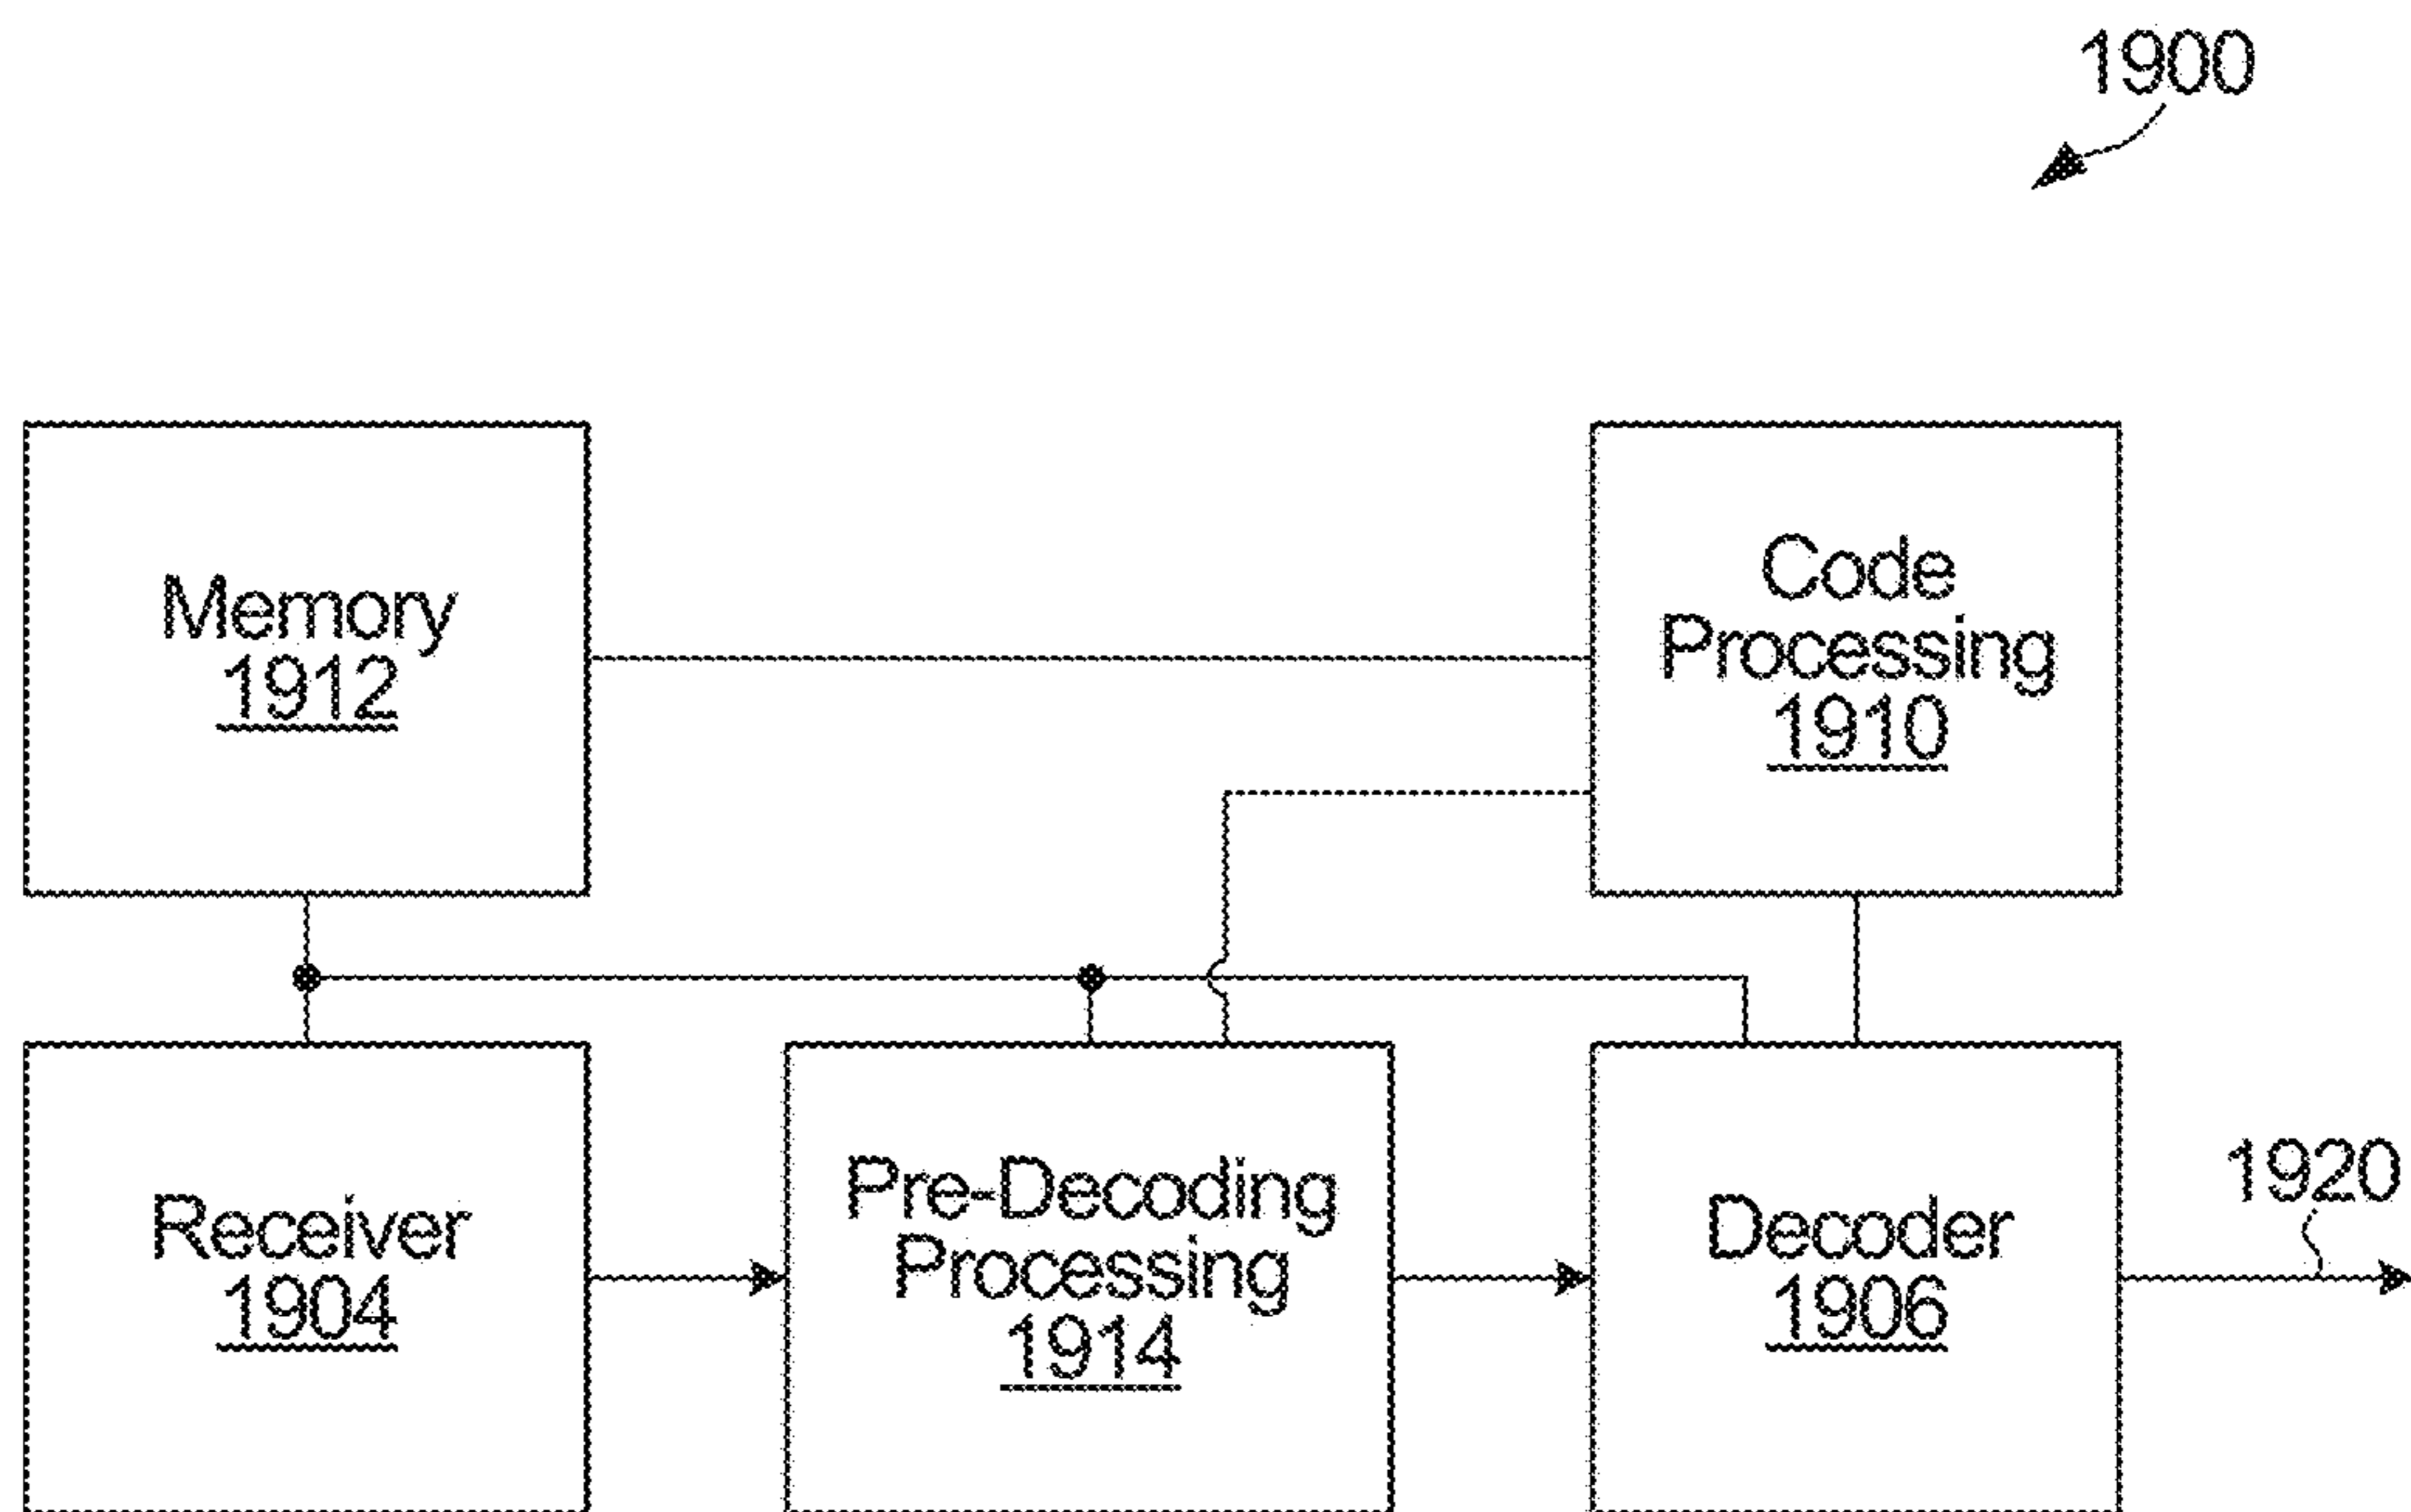 1900
Memory
1912
Code
Processing
1910
Receiver
1904
Pre-Decoding
Processing
1914
Decoder
1906
1920